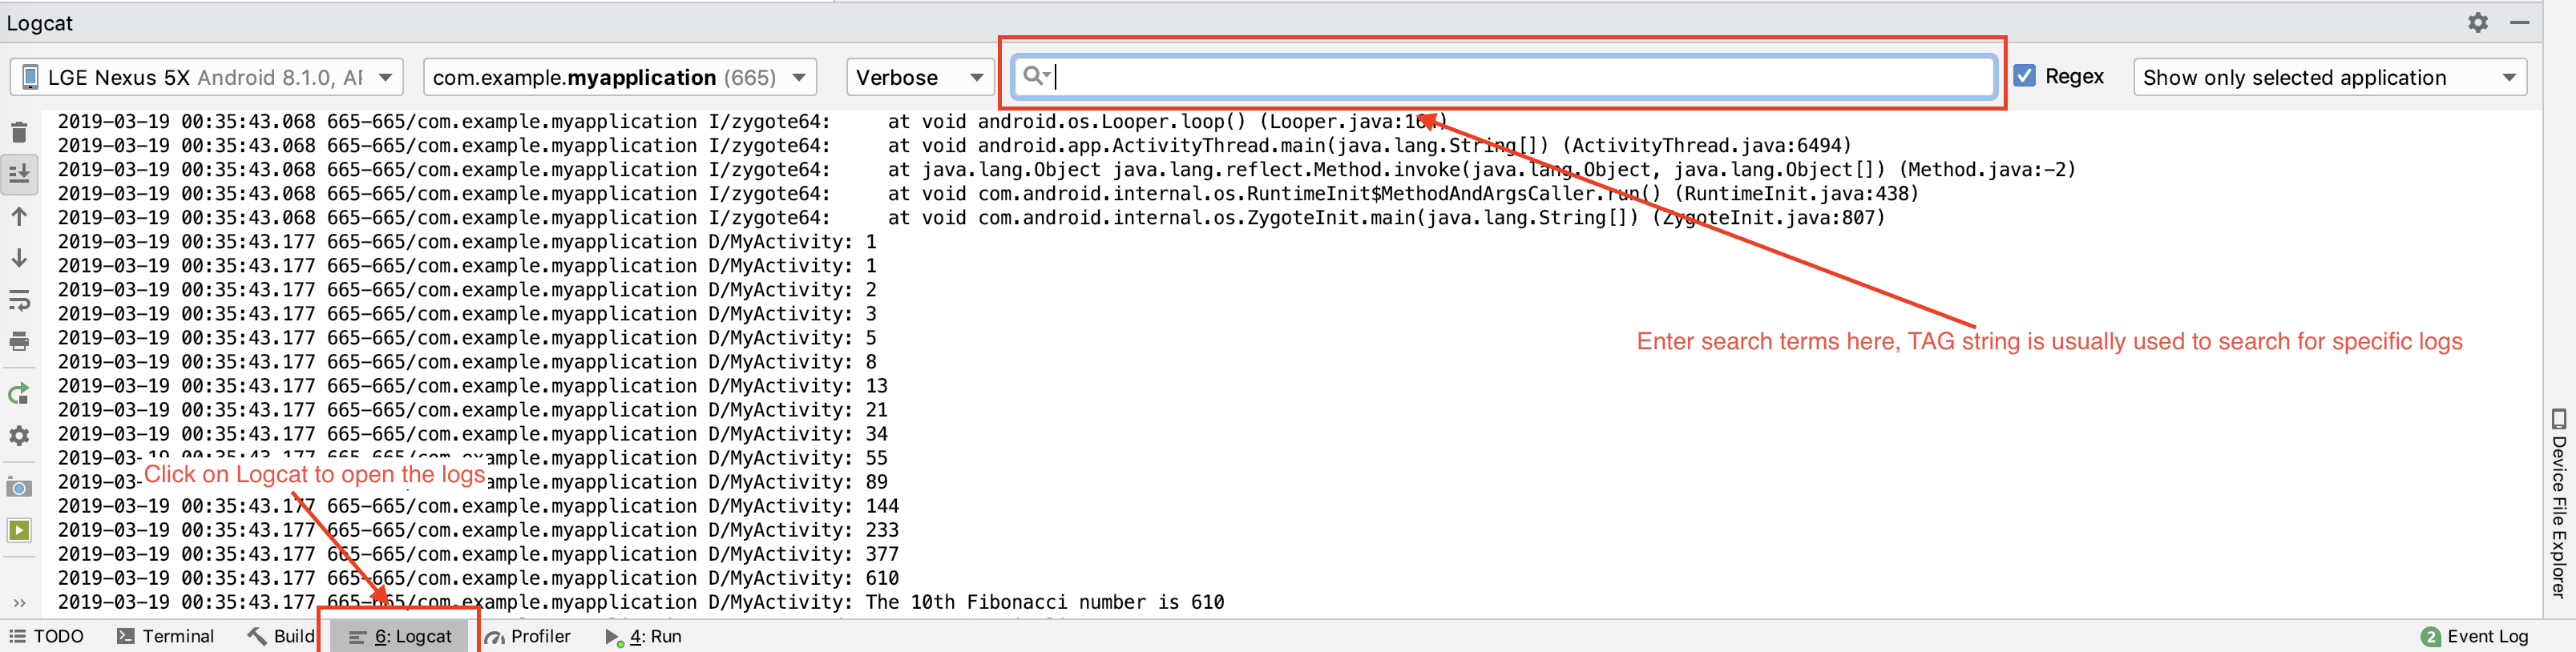 Logcat
LGE Nexus 5X Android 8.1.0, AP
com.example.myapplication (665)
Verbose
Regex
Show only selected application
2019-03-19 00:35:43.068 665-665/com.example.myapplication I/zygote64:     at void android.os.Looper.loop() (Looper.java:164)
2019-03-19 00:35:43.068 665-665/com.example.myapplication I/zygote64:     at void android.app.ActivityThread.main(java.lang.String[]) (ActivityThread.java:6494)
2019-03-19 00:35:43.068 665-665/com.example.myapplication I/zygote64:     at java.lang.Object java.lang.reflect.Method.invoke(java.lang.Object, java.lang.Object[]) (Method.java:-2)
2019-03-19 00:35:43.068 665-665/com.example.myapplication I/zygote64:     at void com.android.internal.os.RuntimeInit$MethodAndArgsCaller.run() (RuntimeInit.java:438)
2019-03-19 00:35:43.068 665-665/com.example.myapplication I/zygote64:     at void com.android.internal.os.ZygoteInit.main(java.lang.String[]) (ZygoteInit.java:807)
2019-03-19 00:35:43.177 665-665/com.example.myapplication D/MyActivity: 1
2019-03-19 00:35:43.177 665-665/com.example.myapplication D/MyActivity: 1
2019-03-19 00:35:43.177 665-665/com.example.myapplication D/MyActivity: 2
2019-03-19 00:35:43.177 665-665/com.example.myapplication D/MyActivity: 3
2019-03-19 00:35:43.177 665-665/com.example.myapplication D/MyActivity: 5
2019-03-19 00:35:43.177 665-665/com.example.myapplication D/MyActivity: 8
2019-03-19 00:35:43.177 665-665/com.example.myapplication D/MyActivity: 13
2019-03-19 00:35:43.177 665-665/com.example.myapplication D/MyActivity: 21
2019-03-19 00:35:43.177 665-665/com.example.myapplication D/MyActivity: 34
2019-03-19 00:35:43.177 665-665/com.example.myapplication D/MyActivity: 55
2019-03- ample.myapplication D/MyActivity: 89
2019-03-19 00:35:43.177 665-665/com.example.myapplication D/MyActivity: 144
2019-03-19 00:35:43.177 665-665/com.example.myapplication D/MyActivity: 233
2019-03-19 00:35:43.177 665-665/com.example.myapplication D/MyActivity: 377
2019-03-19 00:35:43.177 665-665/com.example.myapplication D/MyActivity: 610
2019-03-19 00:35:43.177 665-665/com.example.myapplication D/MyActivity: The 10th Fibonacci number is 610
Enter search terms here, TAG string is usually used to search for specific logs
Click on Logcat to open the logs
Device File Explorer
TODO
Terminal
Build
6: Logcat
Profiler
4: Run
2 Event Log